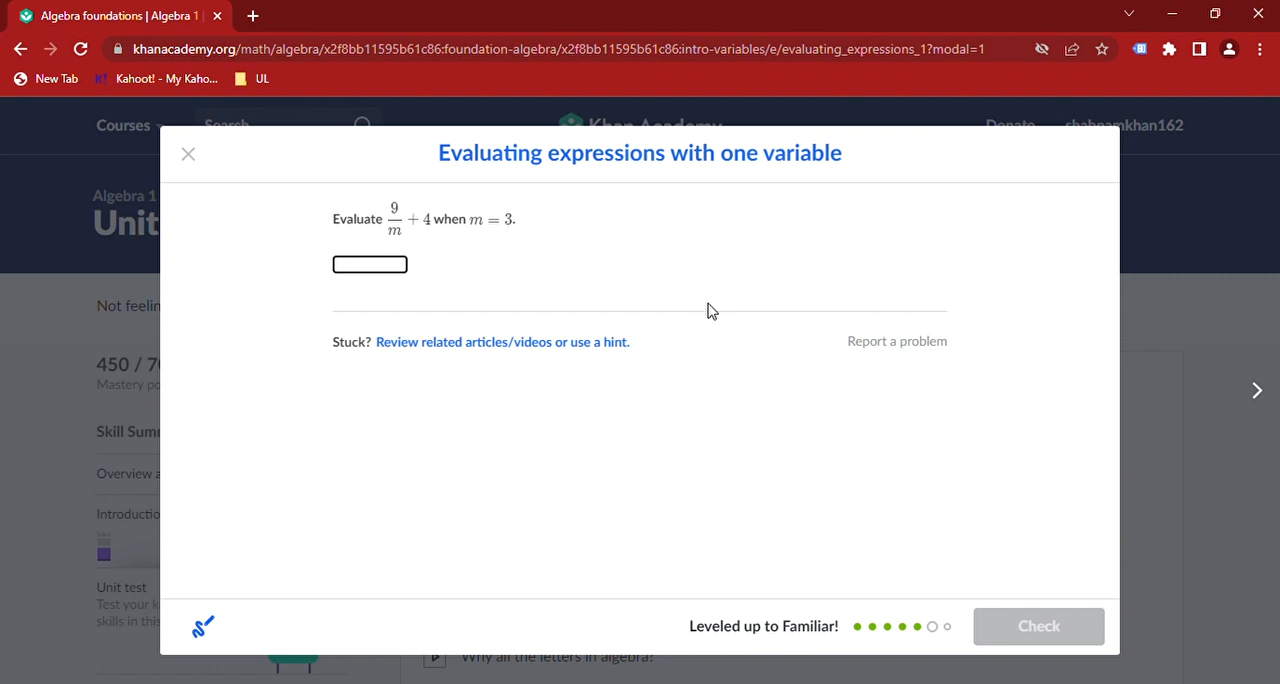 Algebra foundations | Algebra 1
khanacademy.org/math/algebra/x2f8bb11595b61c86:foundation-algebra/x2f8bb11595b61c86:intro-variables/e/evaluating_expressions_1?modal=1
New Tab K! Kahoot! - My Kaho... UL
Courses Search Khan Academy Donate shabnamkhan162
Evaluating expressions with one variable
Algebra 1
Unit
Evaluate 9/m + 4 when m = 3.
Not feelin
Stuck? Review related articles/videos or use a hint. Report a problem
450 / 70
Mastery po
Skill Summ
Overview a
Introductio
Unit test
Test your k
skills in this
Leveled up to Familiar! Check
Why all the letters in algebra?